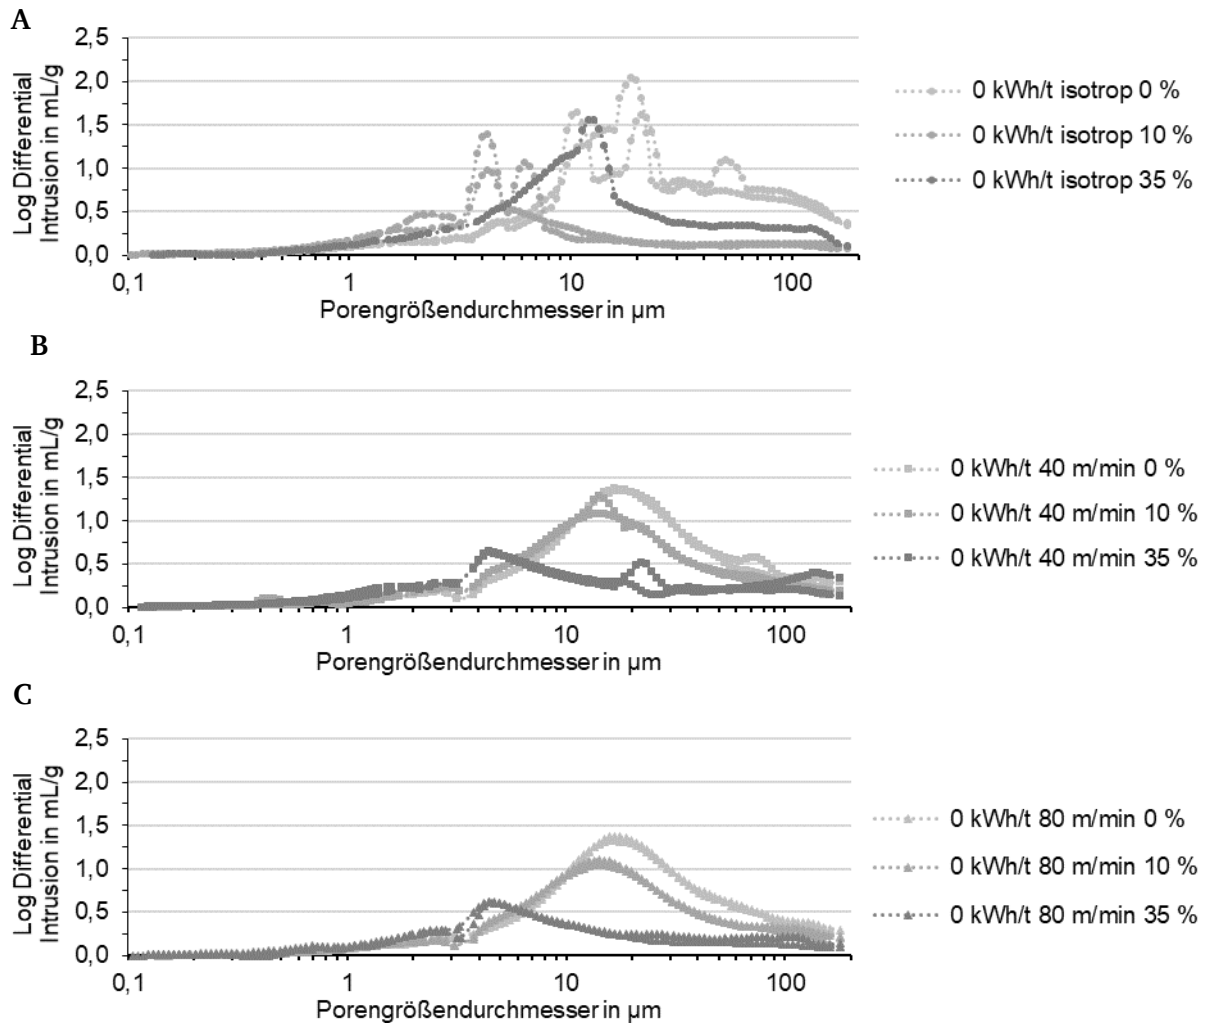 A
2,5
2,0
1,5
1,0
0,5
0,0
Log Differential
Intrusion in mL/g
0,1 1 10 100
Porengrößendurchmesser in µm
0 kWh/t isotrop 0 %
0 kWh/t isotrop 10 %
0 kWh/t isotrop 35 %
B
2,5
2,0
1,5
1,0
0,5
0,0
Log Differential
Intrusion in mL/g
0,1 1 10 100
Porengrößendurchmesser in µm
0 kWh/t 40 m/min 0 %
0 kWh/t 40 m/min 10 %
0 kWh/t 40 m/min 35 %
C
2,5
2,0
1,5
1,0
0,5
0,0
Log Differential
Intrusion in mL/g
0,1 1 10 100
Porengrößendurchmesser in µm
0 kWh/t 80 m/min 0 %
0 kWh/t 80 m/min 10 %
0 kWh/t 80 m/min 35 %